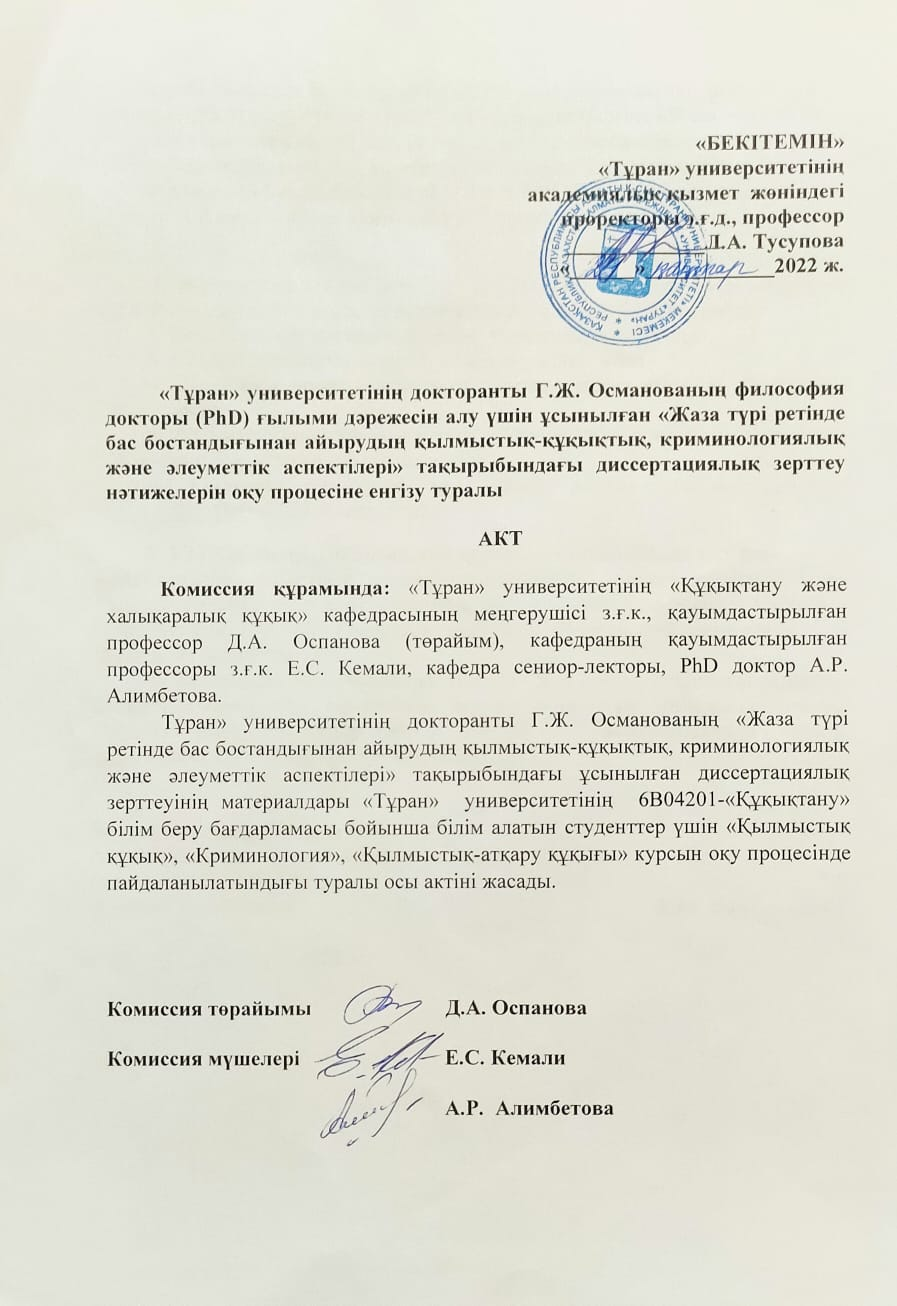 «БЕКІТЕМІН»
«Тұран» университетінің
академиялық қызмет жөніндегі
проректоры э.ғ.д., профессор
Д.А. Тусупова
« » қаңтар 2022 ж.
«Тұран» университетінің докторанты Г.Ж. Османованың философия
докторы (PhD) ғылыми дәрежесін алу үшін ұсынылған «Жаза түрі ретінде
бас бостандығынан айырудың қылмыстық-құқықтық, криминологиялық
және әлеуметтік аспектілері» тақырыбындағы диссертациялық зерттеу
нәтижелерін оқу процесіне енгізу туралы
АКТ
Комиссия құрамында: «Тұран» университетінің «Құқықтану және
халықаралық құқық» кафедрасының меңгерушісі з.ғ.к., қауымдастырылған
профессор Д.А. Оспанова (төрайым), кафедраның қауымдастырылған
профессоры з.ғ.к. Е.С. Кемали, кафедра сениор-лекторы, PhD доктор А.Р.
Алимбетова.
Тұран» университетінің докторанты Г.Ж. Османованың «Жаза түрі
ретінде бас бостандығынан айырудың қылмыстық-құқықтық, криминологиялық
және әлеуметтік аспектілері» тақырыбындағы ұсынылған диссертациялық
зерттеуінің материалдары «Тұран» университетінің 6В04201-«Құқықтану»
білім беру бағдарламасы бойынша білім алатын студенттер үшін «Қылмыстық
құқық», «Криминология», «Қылмыстық-атқару құқығы» курсын оқу процесінде
пайдаланылатындығы туралы осы актіні жасады.
Комиссия төрайымы Д.А. Оспанова
Комиссия мүшелері Е.С. Кемали
А.Р. Алимбетова